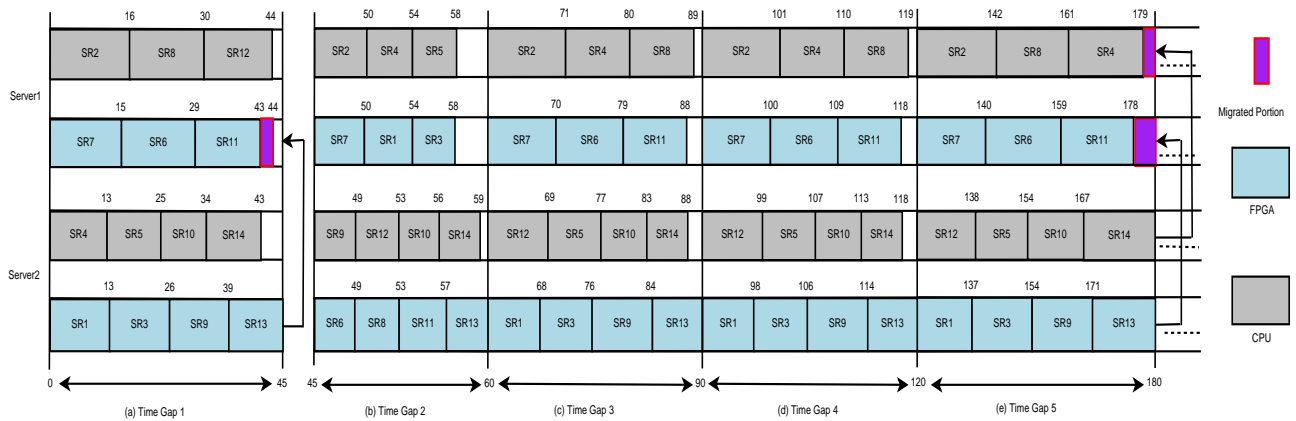 16 30 44 50 54 58 71 80 89 101 110 119 142 161 179
SR2 SR8 SR12 SR2 SR4 SR5 SR2 SR4 SR8 SR2 SR4 SR8 SR2 SR8 SR4
Server1
Migrated Portion
15 29 43 44 50 54 58 70 79 88 100 109 118 140 159 178
SR7 SR6 SR11 SR7 SR1 SR3 SR7 SR6 SR11 SR7 SR6 SR11 SR7 SR6 SR11
FPGA
13 25 34 43 49 53 56 59 69 77 83 88 99 107 113 118 138 154 167
SR4 SR5 SR10 SR14 SR9 SR12 SR10 SR14 SR12 SR5 SR10 SR14 SR12 SR5 SR10 SR14 SR12 SR5 SR10 SR14
Server2
13 26 39 49 53 57 68 76 84 98 106 114 137 154 171
SR1 SR3 SR9 SR13 SR6 SR8 SR11 SR13 SR1 SR3 SR9 SR13 SR1 SR3 SR9 SR13 SR1 SR3 SR9 SR13
CPU
0 45 45 60 90 120 180
(a) Time Gap 1 (b) Time Gap 2 (c) Time Gap 3 (d) Time Gap 4 (e) Time Gap 5